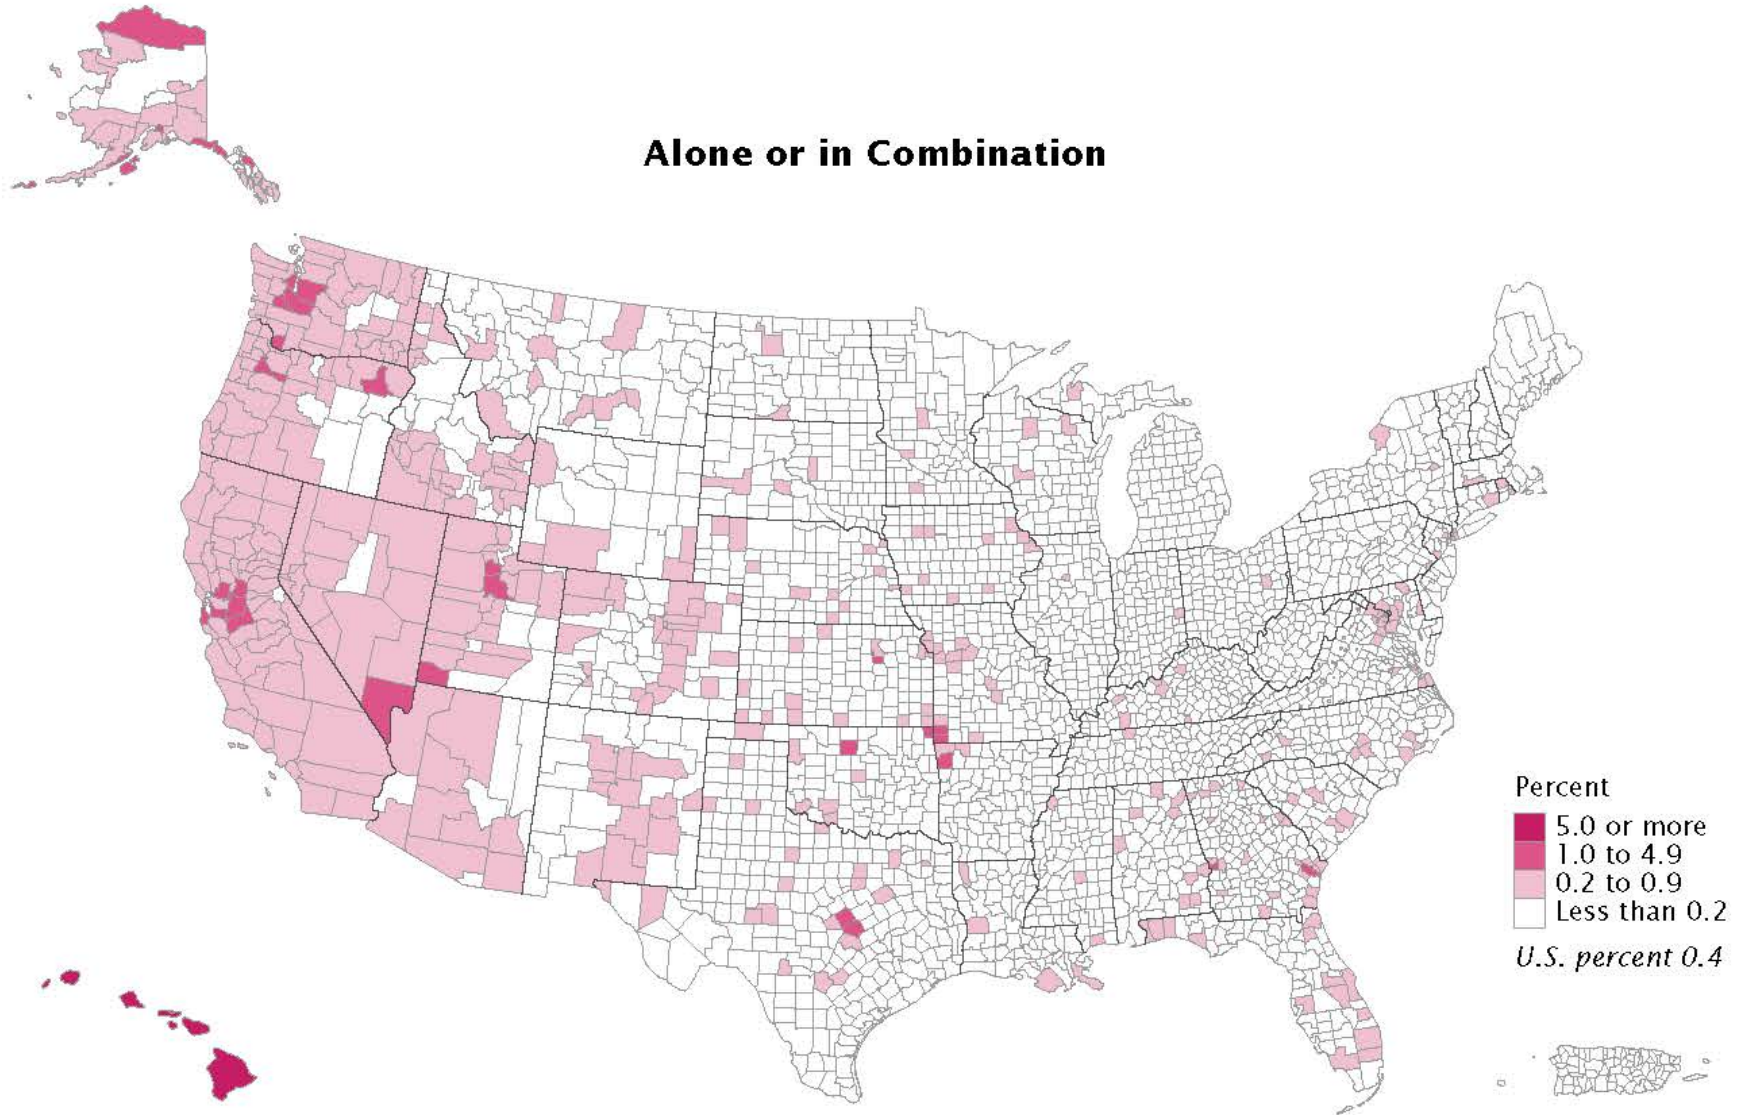 Alone or in Combination
Percent
5.0 or more
1.0 to 4.9
0.2 to 0.9
Less than 0.2
U.S. percent 0.4